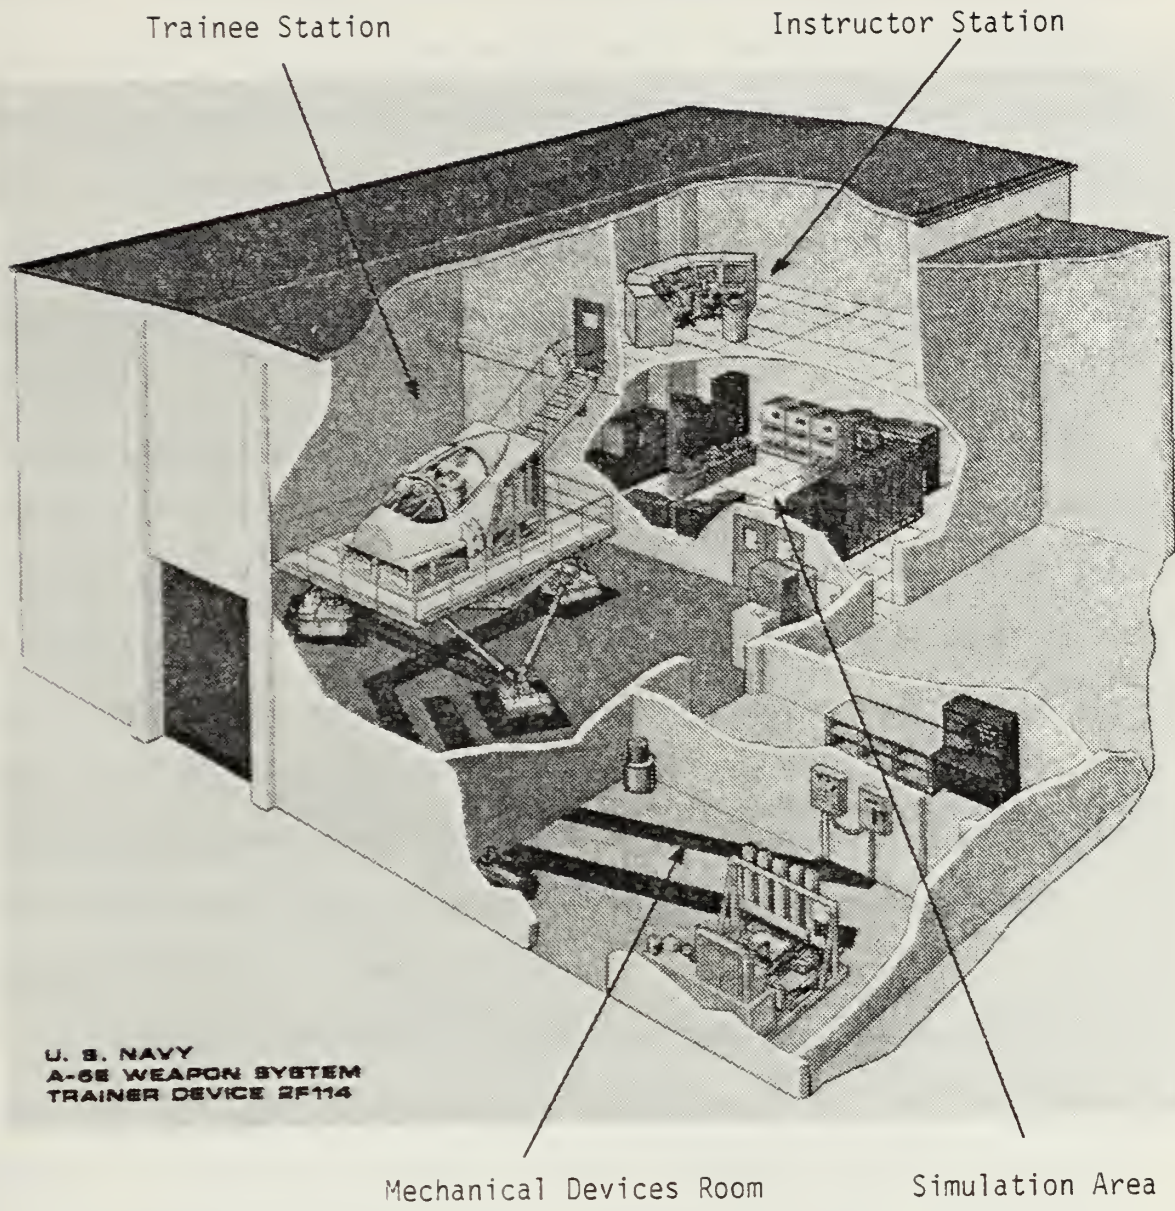 Trainee Station
Instructor Station
U. S. NAVY
A-6E WEAPON SYSTEM
TRAINER DEVICE 2F114
Mechanical Devices Room
Simulation Area